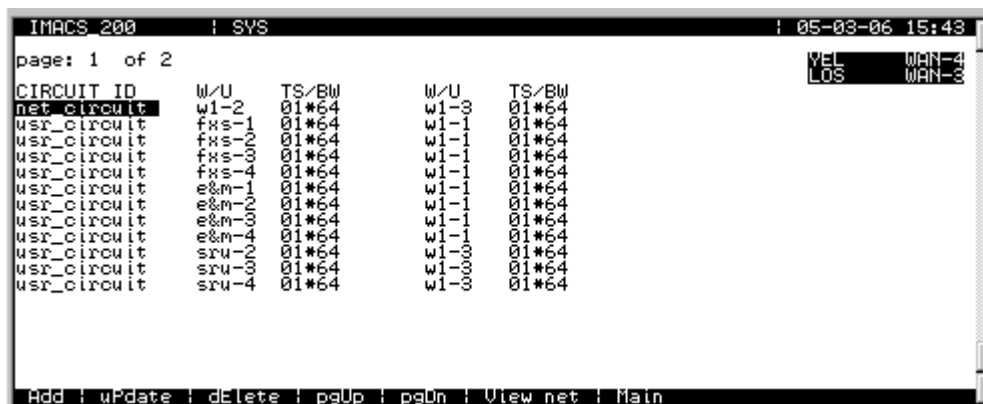 IMACS_200 | SYS | 05-03-06 15:43
page: 1 of 2 YEL WAN-4
LOS WAN-3
CIRCUIT ID W/U TS/BW W/U TS/BW
net_circuit w1-2 01*64 w1-3 01*64
usr_circuit fxs-1 01*64 w1-1 01*64
usr_circuit fxs-2 01*64 w1-1 01*64
usr_circuit fxs-3 01*64 w1-1 01*64
usr_circuit fxs-4 01*64 w1-1 01*64
usr_circuit e&m-1 01*64 w1-1 01*64
usr_circuit e&m-2 01*64 w1-1 01*64
usr_circuit e&m-3 01*64 w1-1 01*64
usr_circuit e&m-4 01*64 w1-1 01*64
usr_circuit sru-2 01*64 w1-3 01*64
usr_circuit sru-3 01*64 w1-3 01*64
usr_circuit sru-4 01*64 w1-3 01*64
Add | uPdate | dElete | pgUp | pgDn | View net | Main